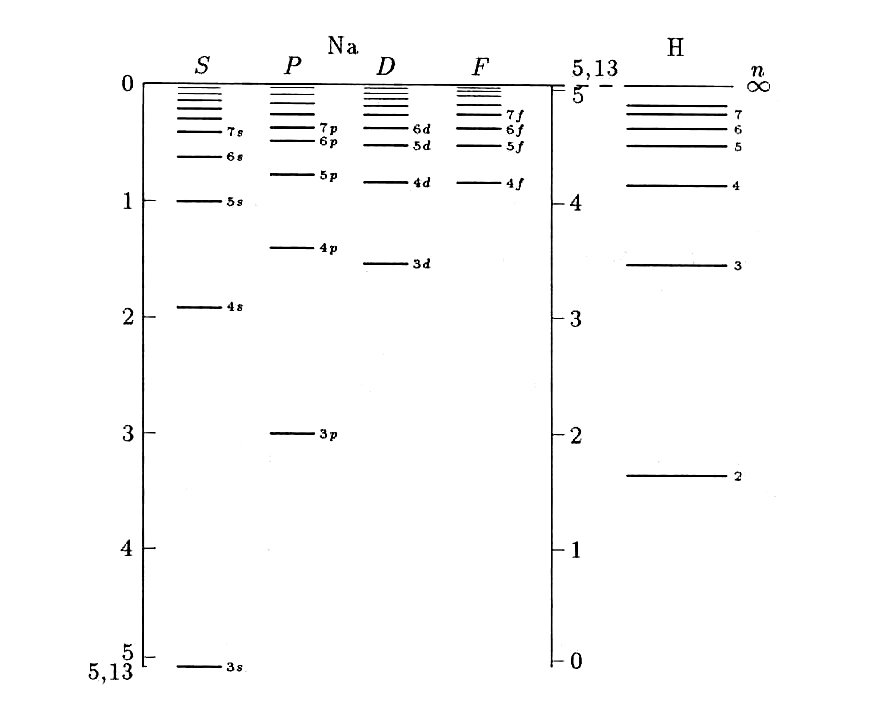 Na H
S P D F 5,13 n
0 5 ∞
7s 7p 6d 7f 7
6s 6p 5d 6f 6
5p 4d 5f 5
1 5s 4f 4 4
4p 3d 3
2 4s 3
3 3p 2 2
4 1
5
5,13 3s 0